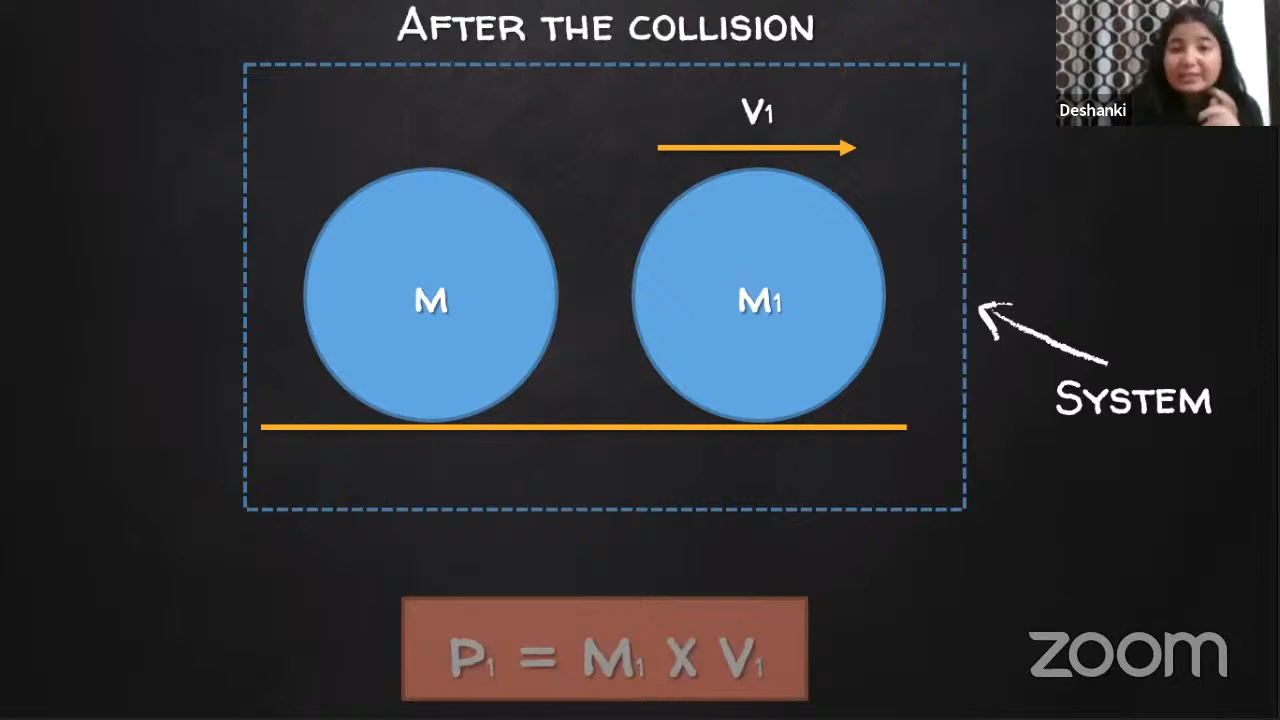 AFTER THE COLLISION
V1
Deshanki
M
M1
SYSTEM
P1 = M1 X V1
zoom